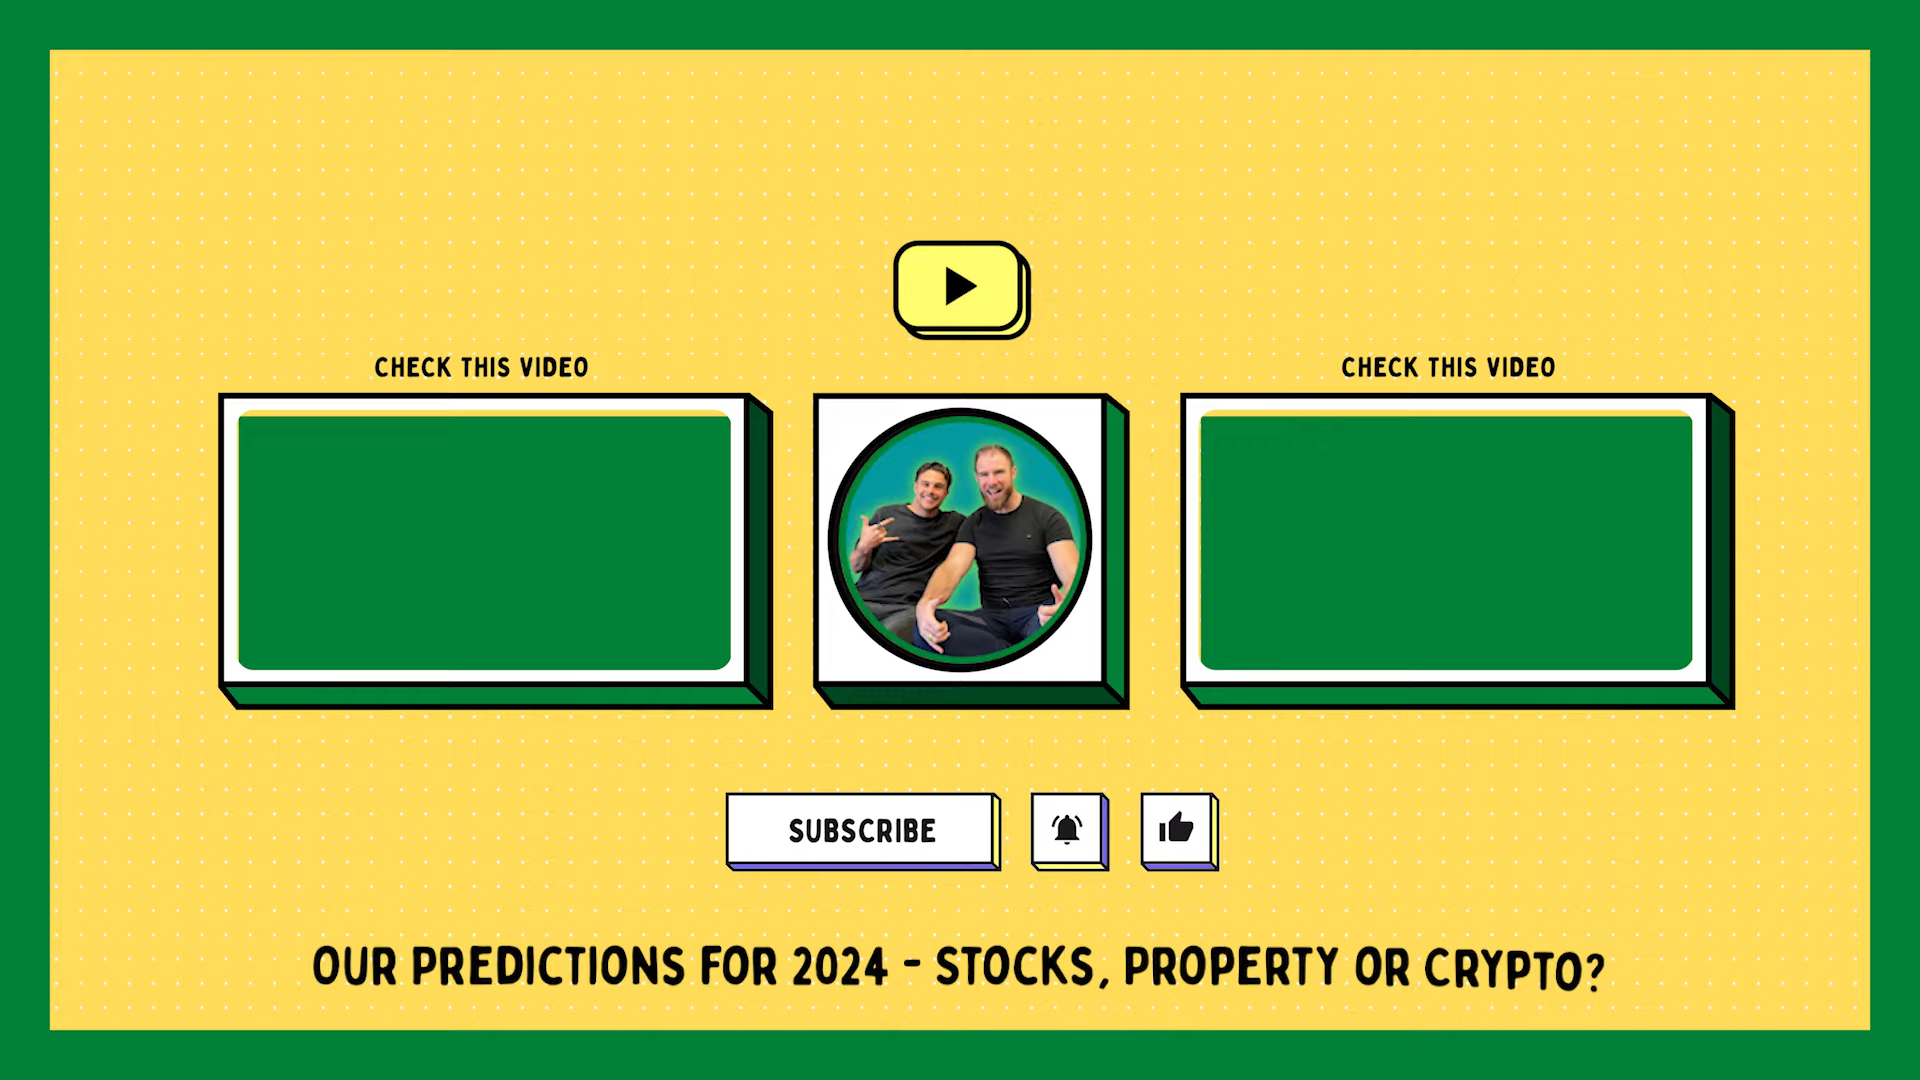 CHECK THIS VIDEO
CHECK THIS VIDEO
SUBSCRIBE
OUR PREDICTIONS FOR 2024 - STOCKS, PROPERTY OR CRYPTO?